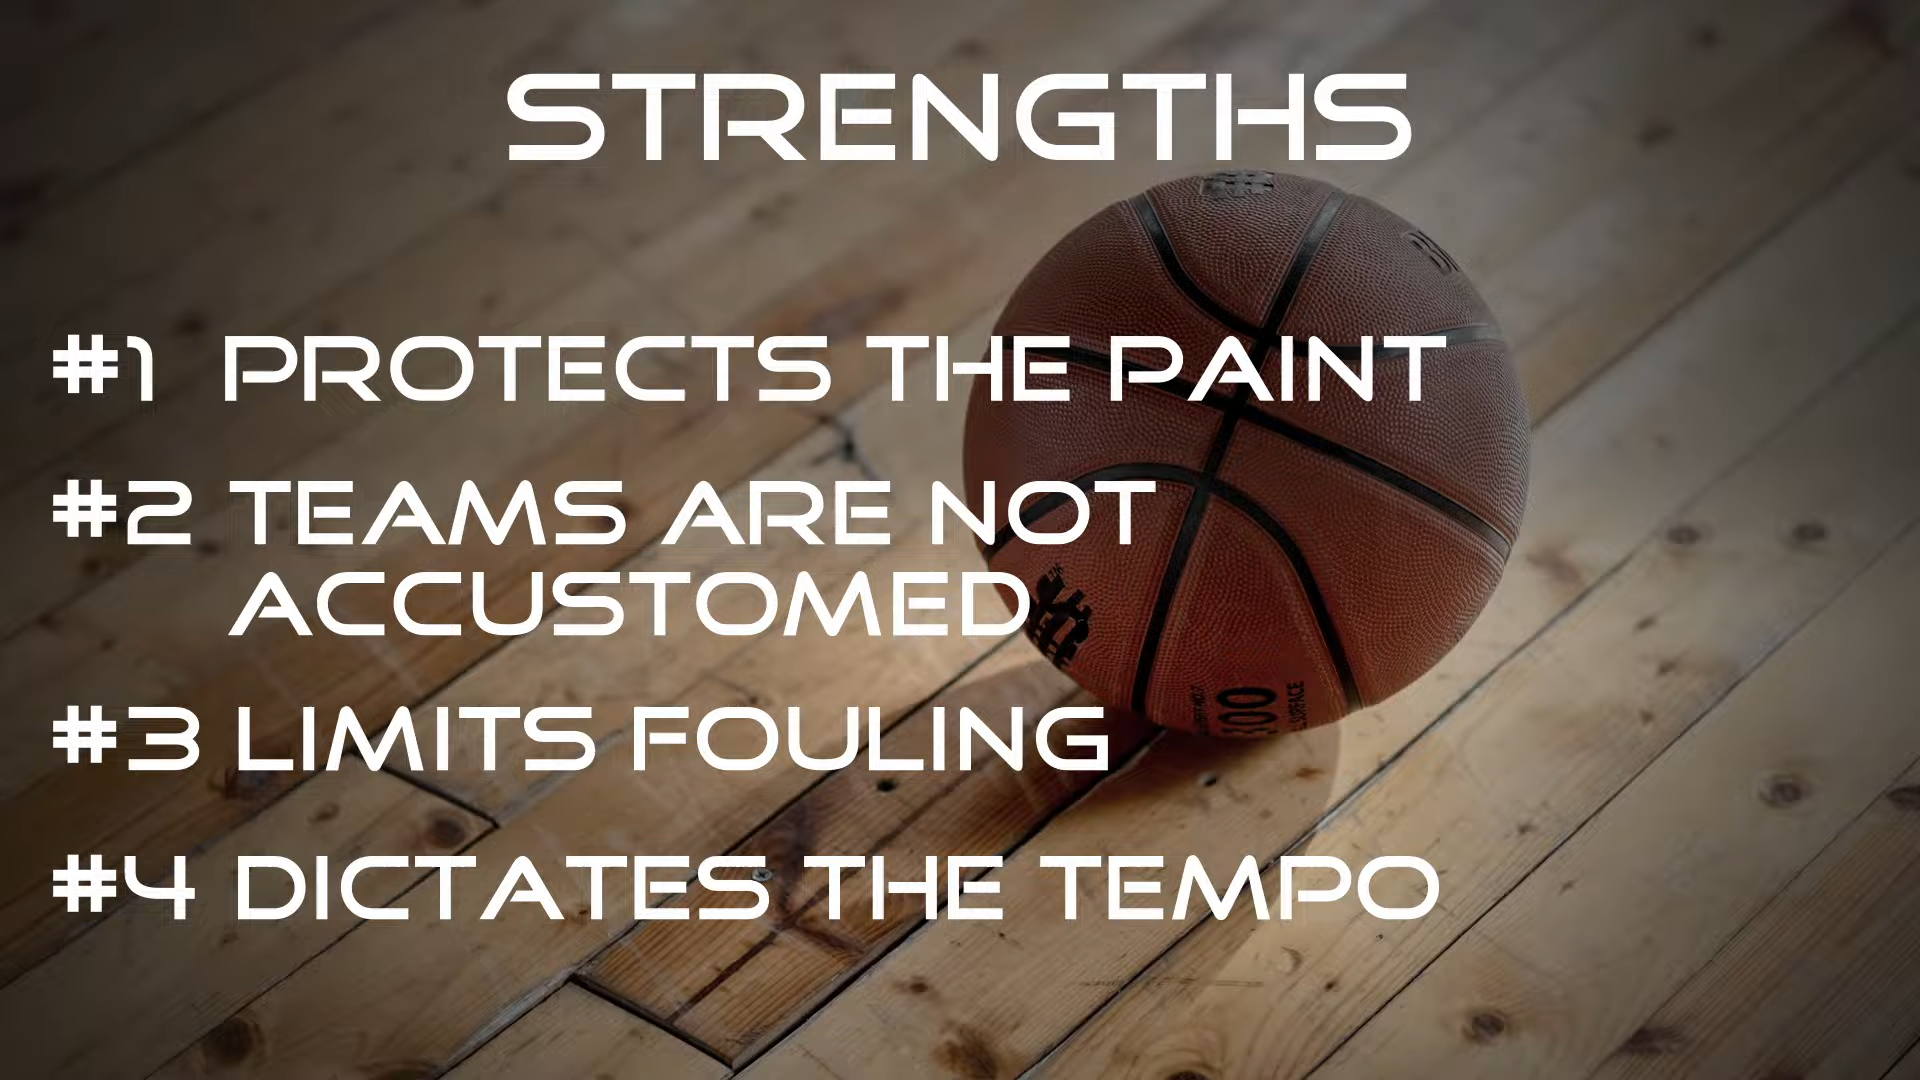 STRENGTHS
#1 PROTECTS THE PAINT
#2 TEAMS ARE NOT
ACCUSTOMED
#3 LIMITS FOULING
#4 DICTATES THE TEMPO